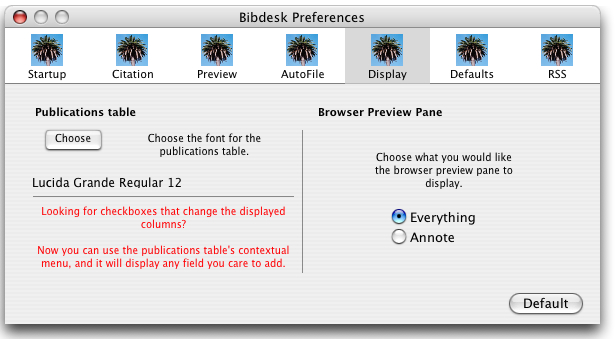 Bibdesk Preferences
Startup
Citation
Preview
AutoFile
Display
Defaults
RSS
Publications table
Choose
Choose the font for the
publications table.
Lucida Grande Regular 12
Looking for checkboxes that change the displayed
columns?
Now you can use the publications table's contextual
menu, and it will display any field you care to add.
Browser Preview Pane
Choose what you would like
the browser preview pane to
display.
Everything
Annote
Default